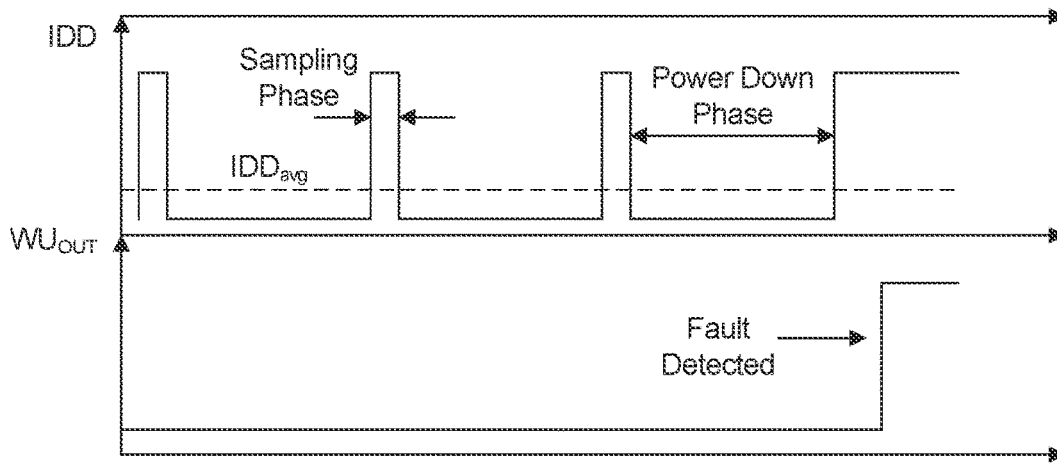 IDD
Sampling
Phase
Power Down
Phase
IDDavg
WUOUT
Fault
Detected